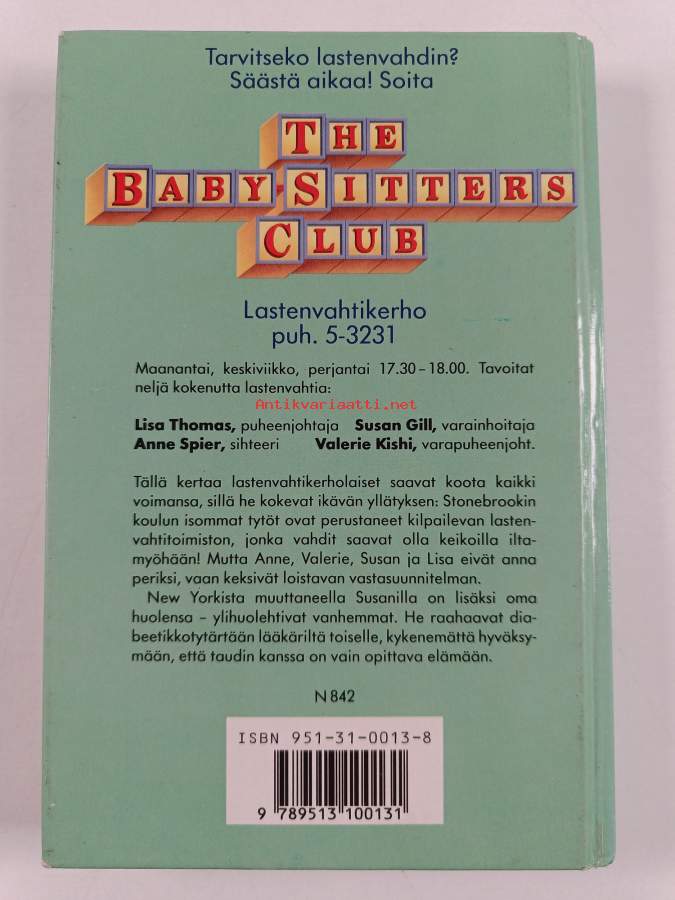 Tarvitseko lastenvahdin?
Säästä aikaa! Soita
THE
BABY-SITTERS
CLUB
Lastenvahtikerho
puh. 5-3231
Maanantai, keskiviikko, perjantai 17.30–18.00. Tavoitat
neljä kokenutta lastenvahtia:
Antikvariaatti.net
Lisa Thomas, puheenjohtaja Susan Gill, varainhoitaja
Anne Spier, sihteeri Valerie Kishi, varapuheenjoht.
Tällä kertaa lastenvahtikerholaiset saavat koota kaikki
voimansa, sillä he kokevat ikävän yllätyksen: Stonebrookin
koulun isommat tytöt ovat perustaneet kilpailevan lasten-
vahtitoimiston, jonka vahdit saavat olla keikoilla ilta-
myöhään! Mutta Anne, Valerie, Susan ja Lisa eivät anna
periksi, vaan keksivät loistavan vastasuunnitelman.
New Yorkista muuttaneella Susanilla on lisäksi oma
huolensa – ylihuolehtivat vanhemmat. He raahaavat dia-
beetikkotytärtään lääkäriltä toiselle, kykenemättä hyväksy-
mään, että taudin kanssa on vain opittava elämään.
N 842
ISBN 951-31-0013-8
9 789513 100131